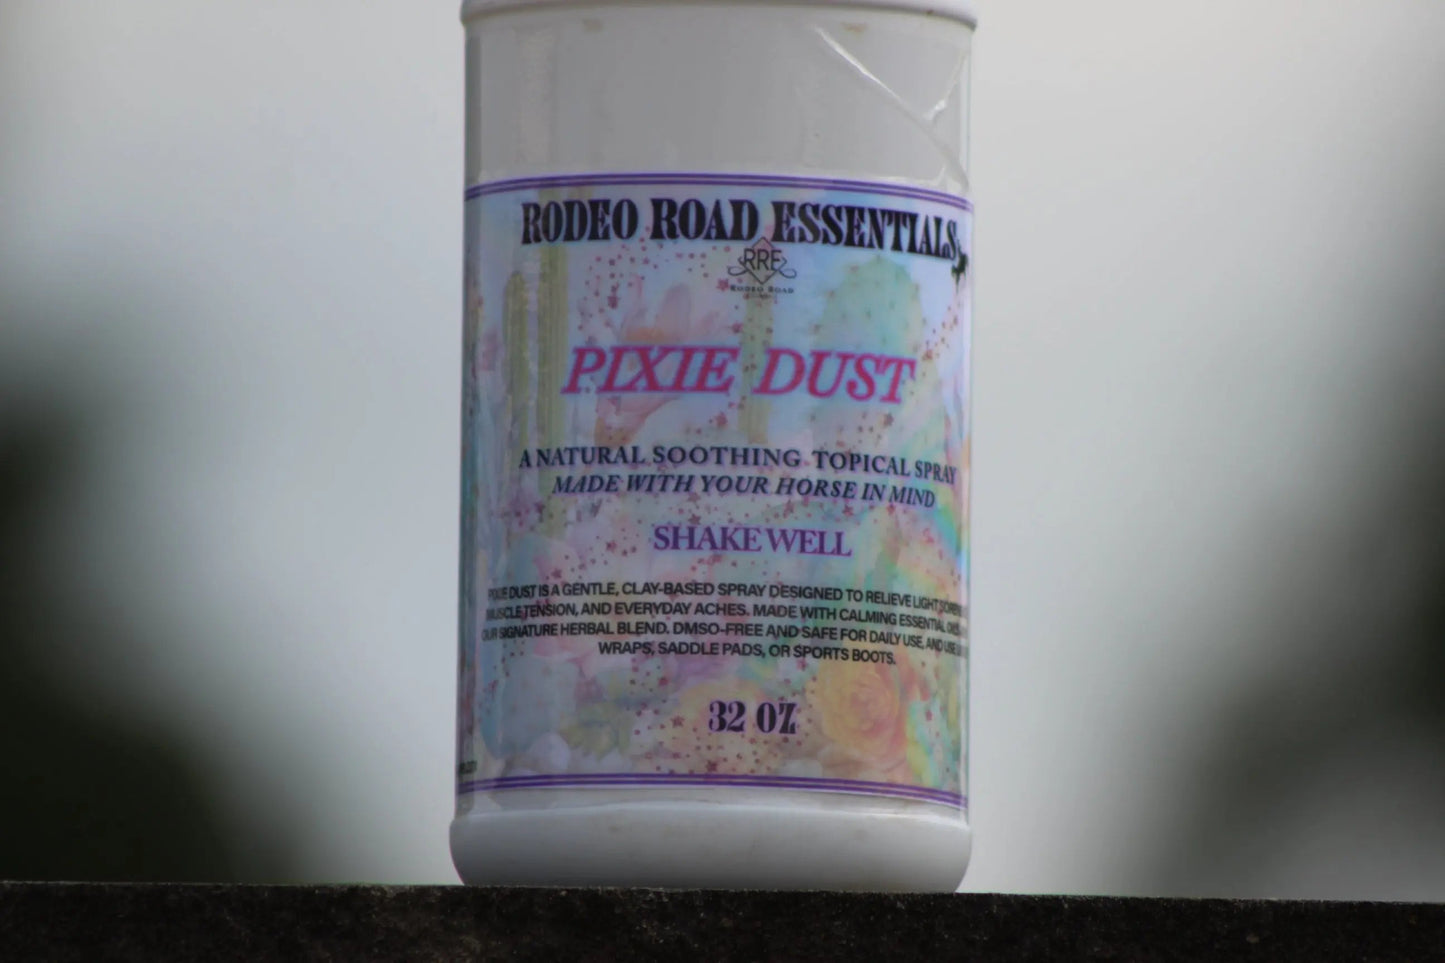 RODEO ROAD ESSENTIALS
RRE
RODEO ROAD
PIXIE DUST
A NATURAL SOOTHING TOPICAL SPRAY
MADE WITH YOUR HORSE IN MIND
SHAKE WELL
PIXIE DUST IS A GENTLE, CLAY-BASED SPRAY DESIGNED TO RELIEVE LIGHT
MUSCLE TENSION, AND EVERYDAY ACHES. MADE WITH CALMING ESSENTIAL
OUR SIGNATURE HERBAL BLEND. DMSO-FREE AND SAFE FOR DAILY USE, AND USE
WRAPS, SADDLE PADS, OR SPORTS BOOTS.
32 OZ